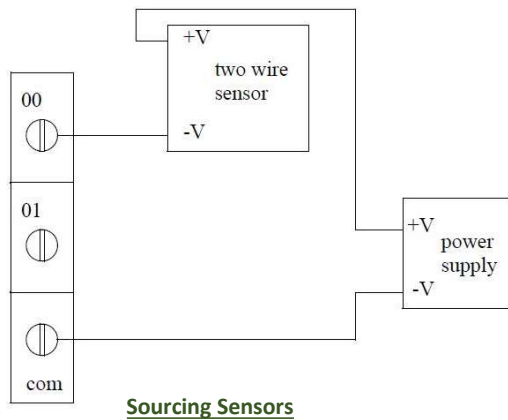 +V
two wire
sensor
-V
00
01
com
+V
power
supply
-V
Sourcing Sensors